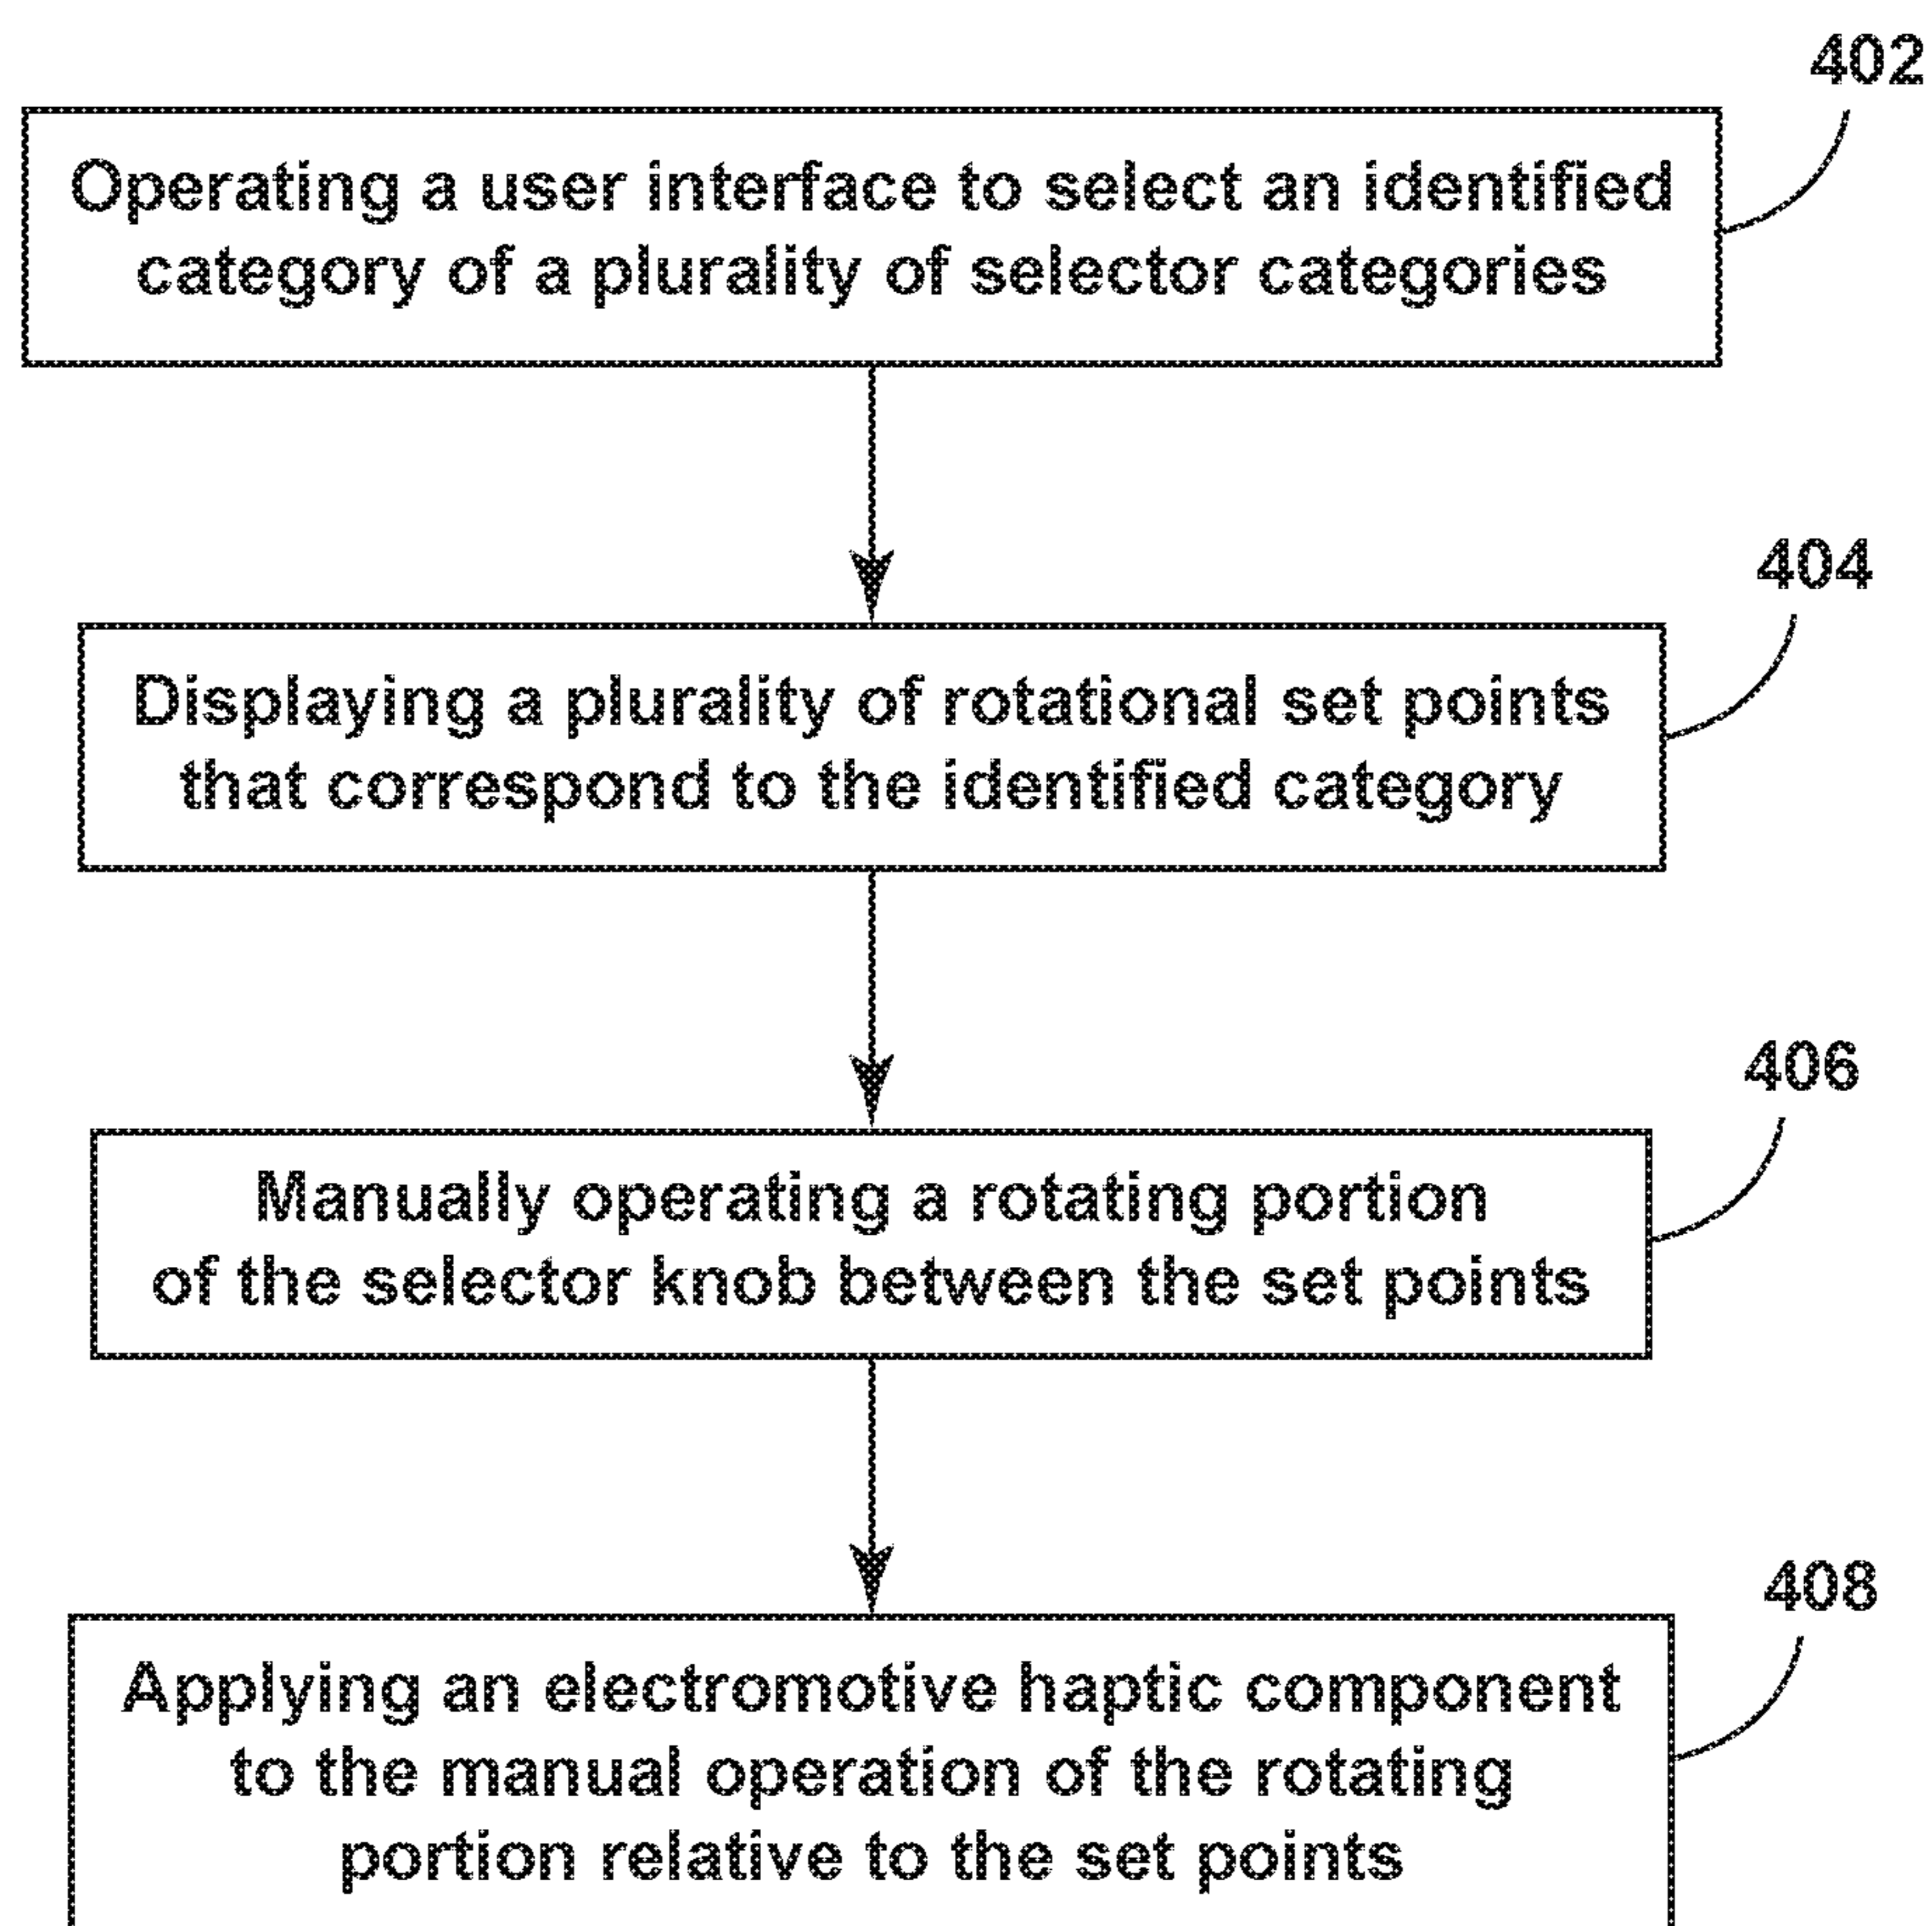 402
Operating a user interface to select an identified
category of a plurality of selector categories
404
Displaying a plurality of rotational set points
that correspond to the identified category
406
Manually operating a rotating portion
of the selector knob between the set points
408
Applying an electromotive haptic component
to the manual operation of the rotating
portion relative to the set points